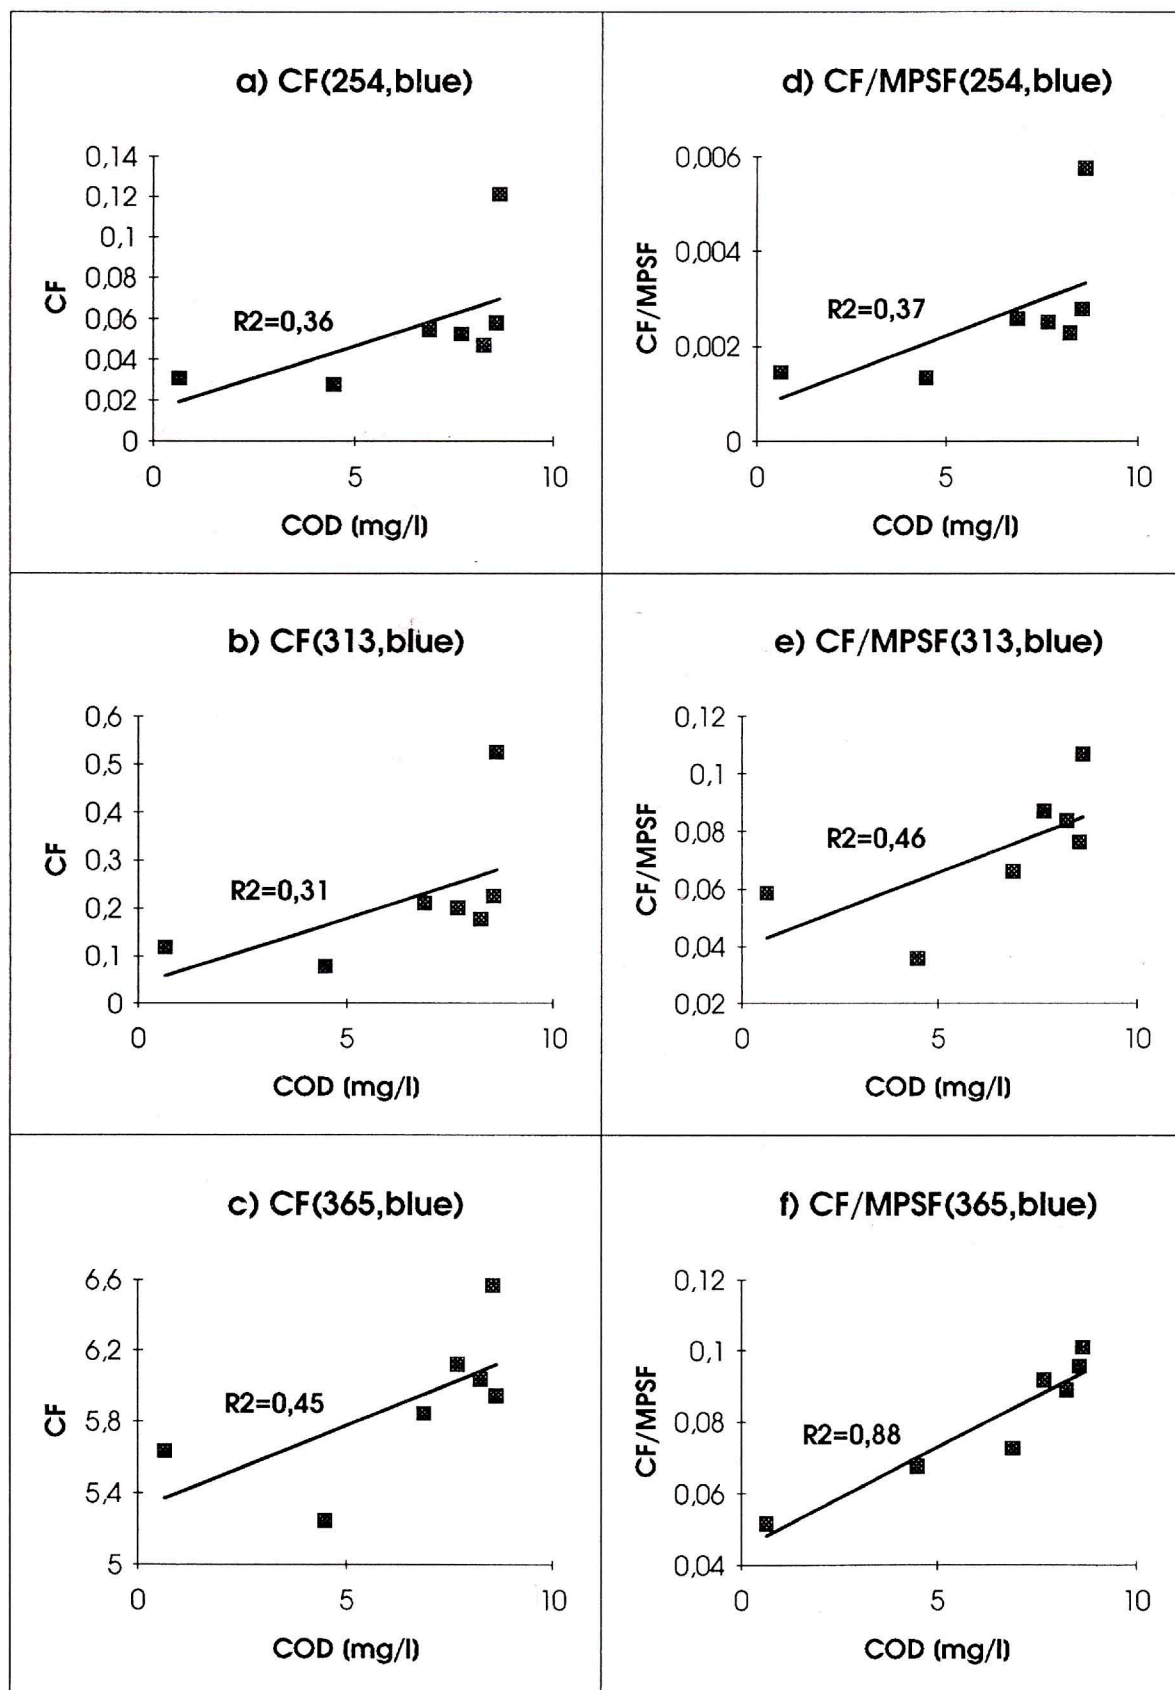 a) CF(254,blue)
0,14
0,12
0,1
0,08
0,06
0,04
0,02
0
CF
R2=0,36
0 5 10
COD (mg/l)
d) CF/MPSF(254,blue)
0,006
0,004
0,002
0
CF/MPSF
R2=0,37
0 5 10
COD (mg/l)
b) CF(313,blue)
0,6
0,5
0,4
0,3
0,2
0,1
0
CF
R2=0,31
0 5 10
COD (mg/l)
e) CF/MPSF(313,blue)
0,12
0,1
0,08
0,06
0,04
0,02
CF/MPSF
R2=0,46
0 5 10
COD (mg/l)
c) CF(365,blue)
6,6
6,2
5,8
5,4
5
CF
R2=0,45
0 5 10
COD (mg/l)
f) CF/MPSF(365,blue)
0,12
0,1
0,08
0,06
0,04
CF/MPSF
R2=0,88
0 5 10
COD (mg/l)